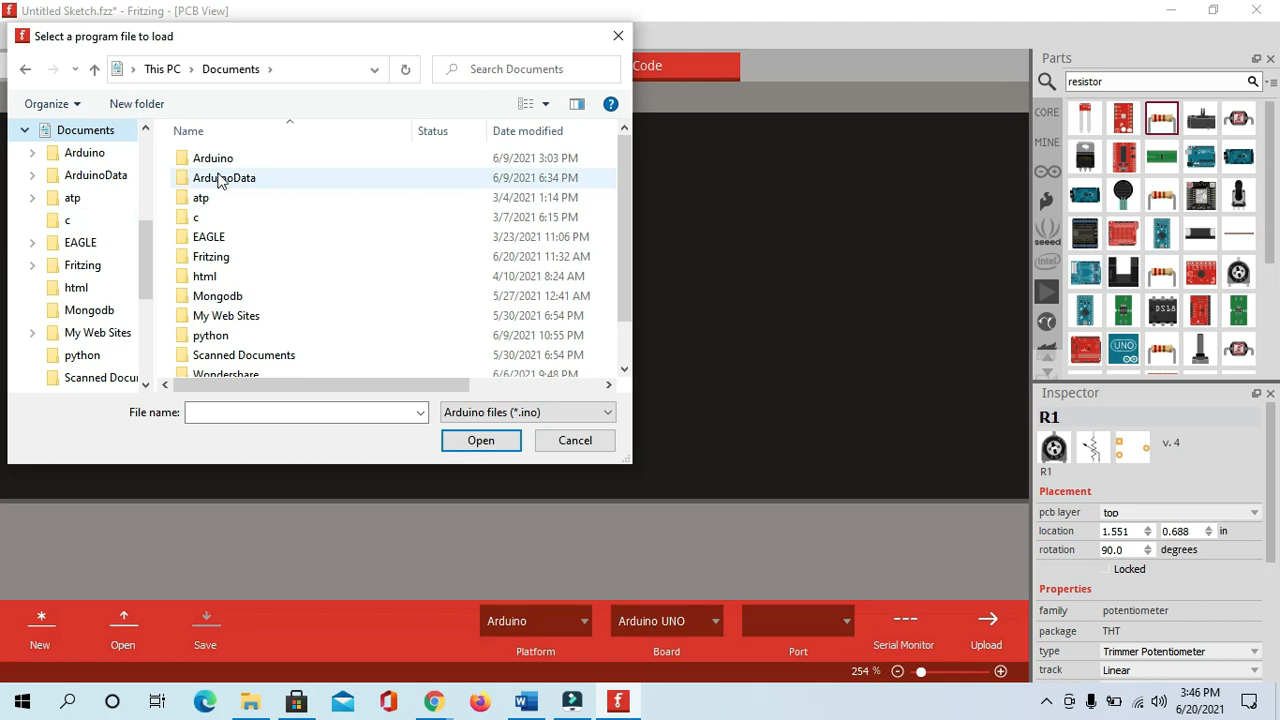 Untitled Sketch.fzz* - Fritzing - [PCB View]
Select a program file to load
This PC
Documents
Search Documents
Code
Organize
New folder
Name
Status
Date modified
Documents
Arduino
ArduinoData
atp
c
EAGLE
Fritzing
html
Mongodb
My Web Sites
python
Scanned Docu
Arduino 6/9/2021 3:03 PM
ArduinoData 6/9/2021 6:34 PM
atp 3/4/2021 1:14 PM
c 3/7/2021 6:15 PM
EAGLE 3/23/2021 11:06 PM
Fritzing 6/20/2021 11:32 AM
html 4/10/2021 8:24 AM
Mongodb 5/27/2021 12:41 AM
My Web Sites 5/30/2021 6:54 PM
python 6/9/2021 10:55 PM
Scanned Documents 5/30/2021 6:54 PM
Wondershare 6/6/2021 9:48 PM
File name:
Arduino files (*.ino)
Open
Cancel
Parts
resistor
CORE
MINE
seeed
intel
UNO
Inspector
R1
v. 4
R1
Placement
pcb layer top
location 1.551 0.688 in
rotation 90.0 degrees
Locked
Properties
family potentiometer
package THT
type Trimmer Potentiometer
track Linear
New
Open
Save
Arduino
Platform
Arduino UNO
Board
Port
Serial Monitor
Upload
254 %
3:46 PM
6/20/2021